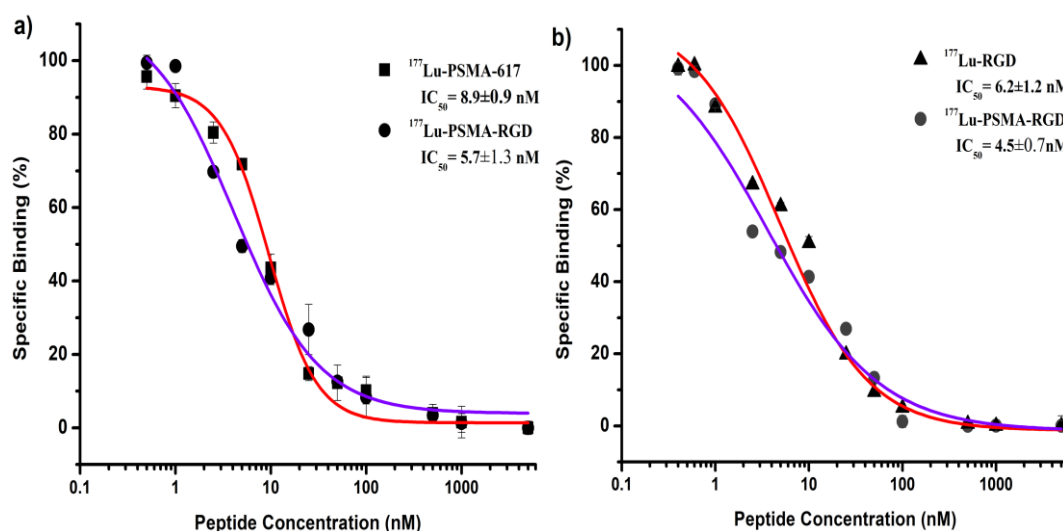 a)
¹⁷⁷Lu-PSMA-617
IC₅₀= 8.9±0.9 nM
¹⁷⁷Lu-PSMA-RGD
IC₅₀= 5.7±1.3 nM
Specific Binding (%)
100
80
60
40
20
0
0.1 1 10 100 1000
Peptide Concentration (nM)
b)
¹⁷⁷Lu-RGD
IC₅₀= 6.2±1.2 nM
¹⁷⁷Lu-PSMA-RGD
IC₅₀= 4.5±0.7nM
Specific Binding (%)
100
80
60
40
20
0
0.1 1 10 100 1000
Peptide Concentration (nM)